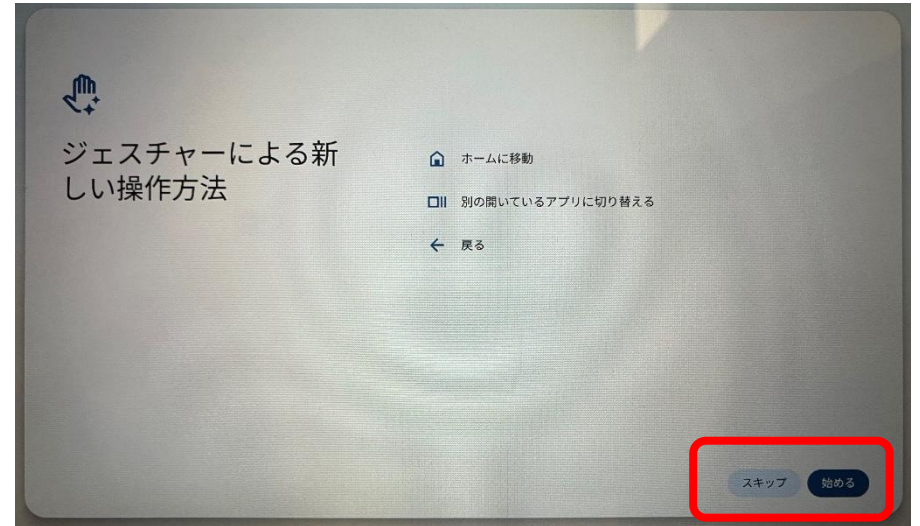 ジェスチャーによる新
しい操作方法
ホームに移動
別の開いているアプリに切り替える
戻る
スキップ
始める